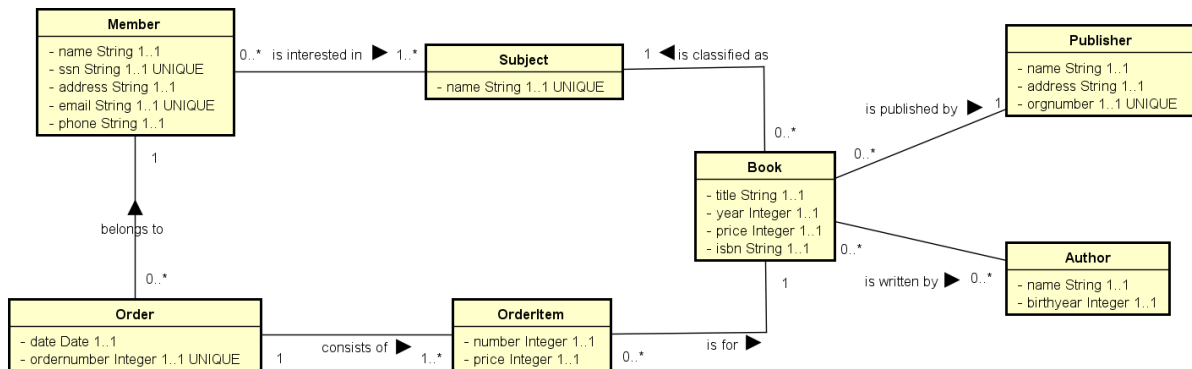 Member
- name String 1..1
- ssn String 1..1 UNIQUE
- address String 1..1
- email String 1..1 UNIQUE
- phone String 1..1
0..* is interested in 1..*
Subject
- name String 1..1 UNIQUE
1 is classified as
0..*
Publisher
- name String 1..1
- address String 1..1
- orgnumber 1..1 UNIQUE
is published by 1
0..*
Book
- title String 1..1
- year Integer 1..1
- price Integer 1..1
- isbn String 1..1
0..*
is written by 0..*
Author
- name String 1..1
- birthyear Integer 1..1
1
belongs to
0..*
Order
- date Date 1..1
- ordernumber Integer 1..1 UNIQUE
1 consists of 1..*
OrderItem
- number Integer 1..1
- price Integer 1..1
0..* is for
1